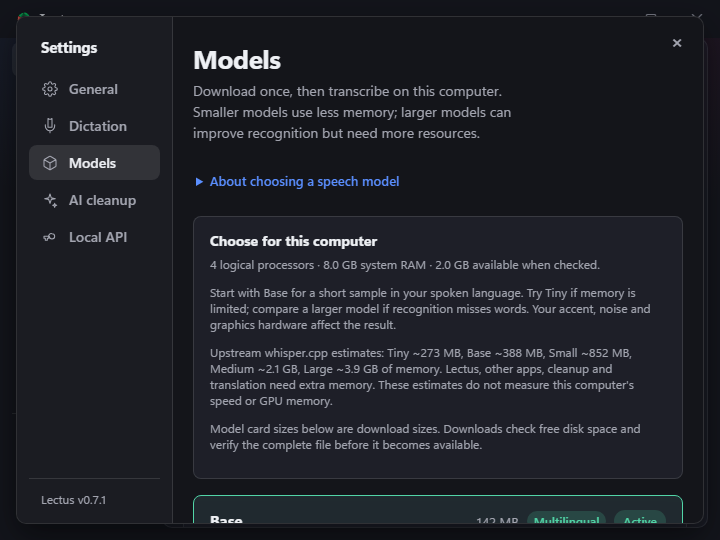 Settings
General
Dictation
Models
AI cleanup
Local API
Lectus v0.7.1
Models
Download once, then transcribe on this computer.
Smaller models use less memory; larger models can
improve recognition but need more resources.
About choosing a speech model
Choose for this computer
4 logical processors · 8.0 GB system RAM · 2.0 GB available when checked.
Start with Base for a short sample in your spoken language. Try Tiny if memory is
limited; compare a larger model if recognition misses words. Your accent, noise and
graphics hardware affect the result.
Upstream whisper.cpp estimates: Tiny ~273 MB, Base ~388 MB, Small ~852 MB,
Medium ~2.1 GB, Large ~3.9 GB of memory. Lectus, other apps, cleanup and
translation need extra memory. These estimates do not measure this computer's
speed or GPU memory.
Model card sizes below are download sizes. Downloads check free disk space and
verify the complete file before it becomes available.
Base 142 MB Multilingual Active